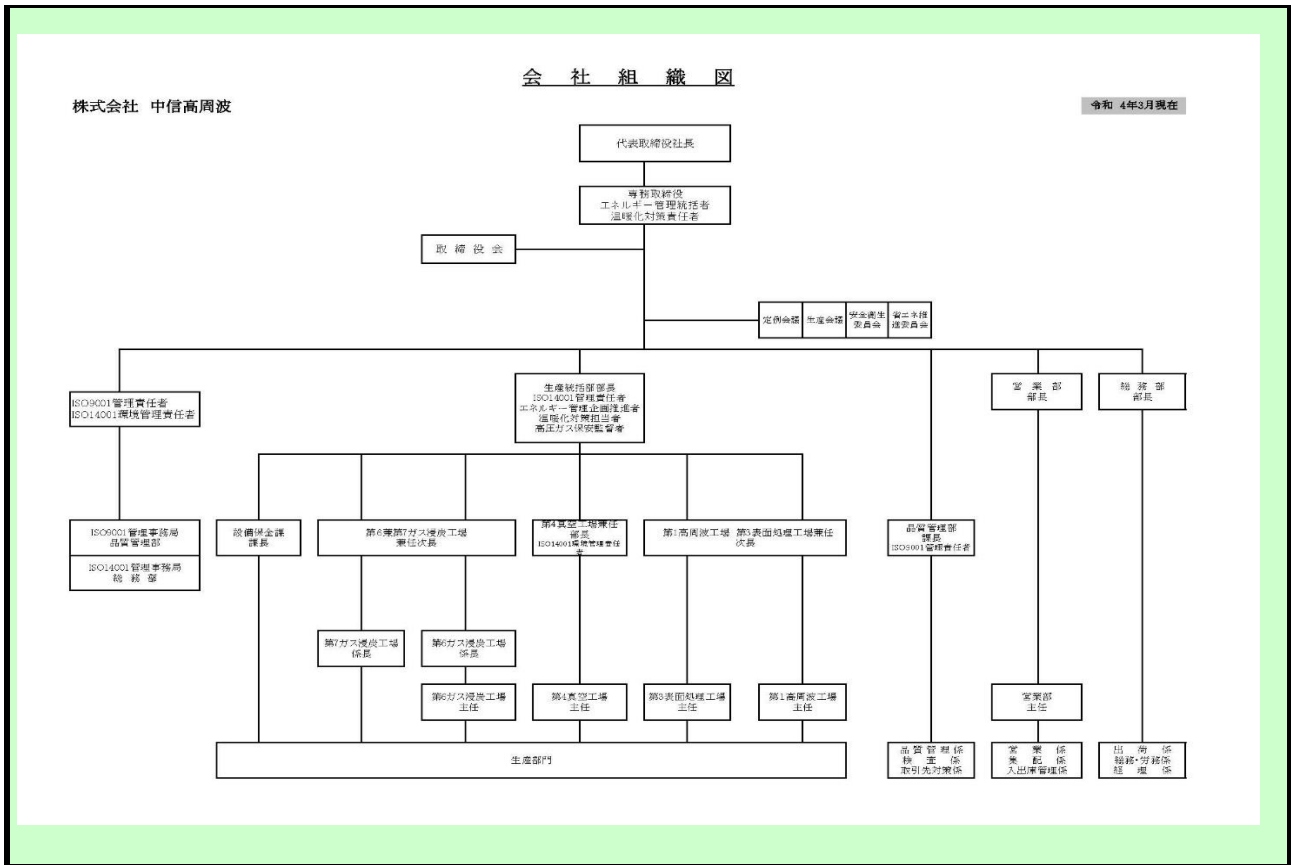 会社組織図
株式会社 中信高周波
令和 4年3月現在
代表取締役社長
専務取締役
エネルギー管理統括者
温暖化対策責任者
取締役会
定例会議
生産会議
安全衛生
委員会
省エネ推
進委員会
ISO9001管理責任者
ISO14001環境管理責任者
生産統括部部長
ISO14001管理責任者
エネルギー管理企画推進者
温暖化対策担当者
高圧ガス保安監督者
営業部
部長
総務部
部長
ISO9001管理事務局
品質管理部
ISO14001管理事務局
総務部
設備保全課
課長
第6兼第7ガス浸炭工場
兼任次長
第4真空工場兼任
部長
ISO14001環境管理責任
者
第1高周波工場 第3表面処理工場兼任
次長
品質管理部
課長
ISO9001管理責任者
第7ガス浸炭工場
係長
第6ガス浸炭工場
係長
第6ガス浸炭工場
主任
第4真空工場
主任
第3表面処理工場
主任
第1高周波工場
主任
営業部
主任
生産部門
品質管理係
検査係
取引先対策係
営業係
集配係
入出庫管理係
出荷係
総務・労務係
経理係